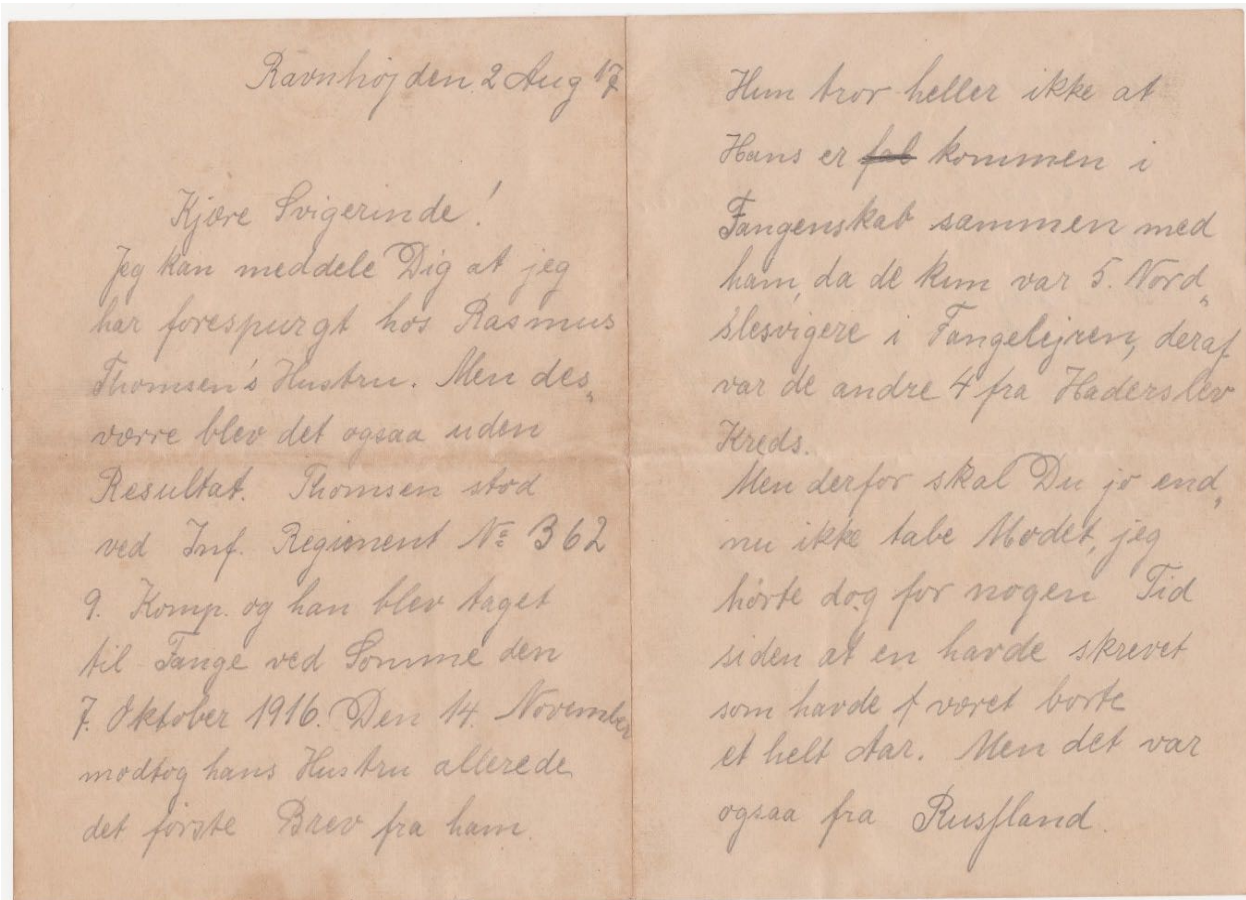 Ravnhøj den 2 Aug 17
Kjære Svigerinde!
Jeg kan meddele Dig at jeg
har forespurgt hos Rasmus
Thomsen's Hustru. Men des„
værre blev det ogsaa uden
Resultat. Thomsen stod
ved Inf. Regiment No 362
9. Komp. og han blev taget
til Fange ved Somme den
7. Oktober 1916. Den 14. November
modtog hans Hustru allerede
det første Brev fra ham.
Hun tror heller ikke at
Hans er kommen i
Fangenskab sammen med
ham, da de kun var 5. Nord„
slesvigere i Fangelejren, deraf
var de andre 4 fra Haderslev
Kreds.
Men derfor skal Du jo end„
nu ikke tabe Modet, jeg
hørte dog for nogen Tid
siden at en havde skrevet
som havde været borte
et helt Aar. Men det var
ogsaa fra Rusſland.